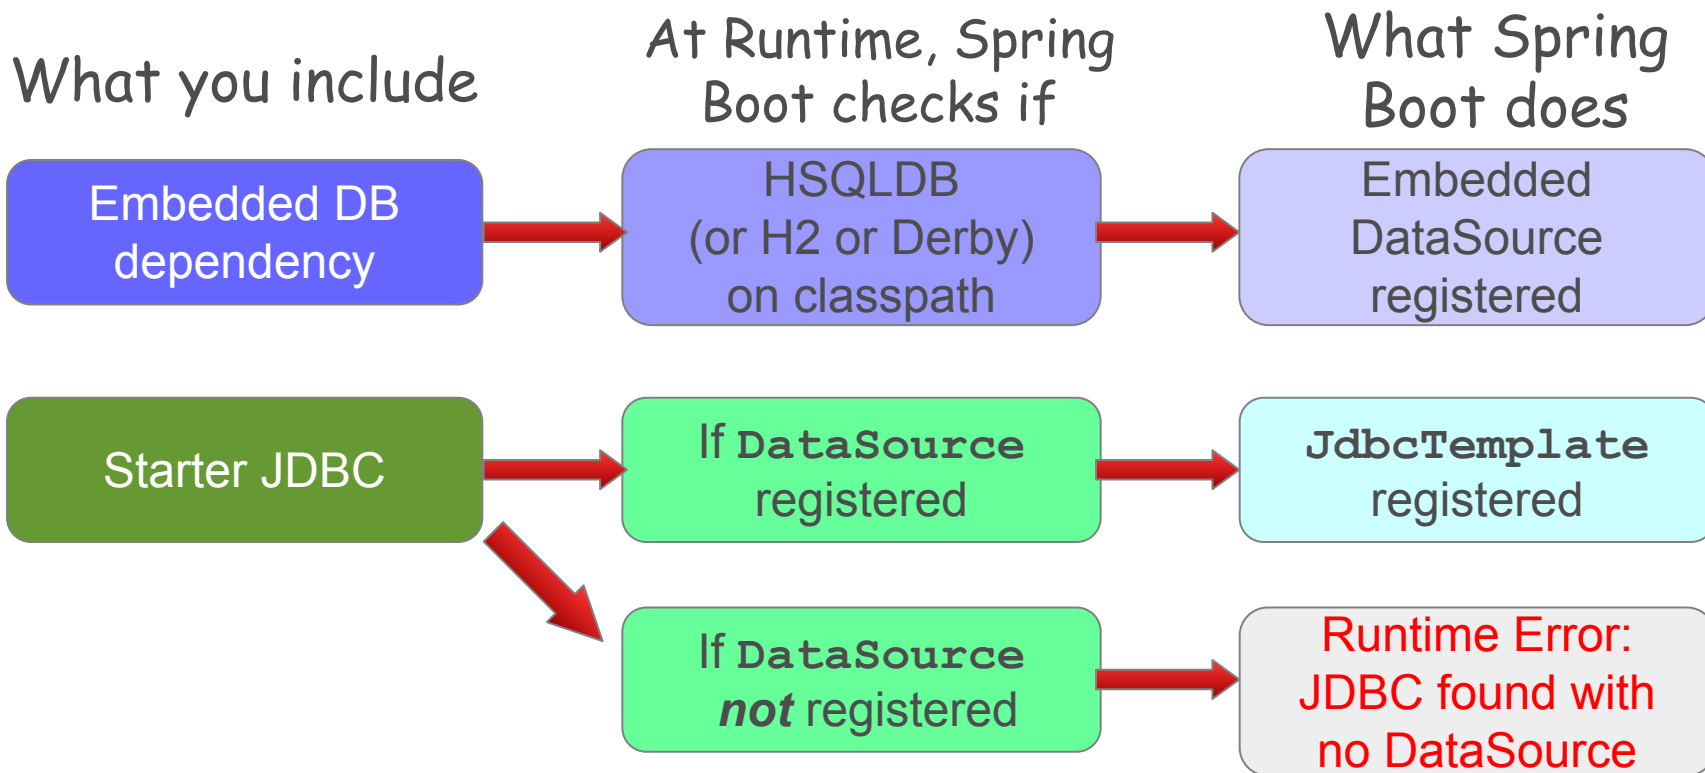 What you include
At Runtime, Spring
Boot checks if
What Spring
Boot does
Embedded DB
dependency
HSQLDB
(or H2 or Derby)
on classpath
Embedded
DataSource
registered
Starter JDBC
If DataSource
registered
JdbcTemplate
registered
If DataSource
not registered
Runtime Error:
JDBC found with
no DataSource